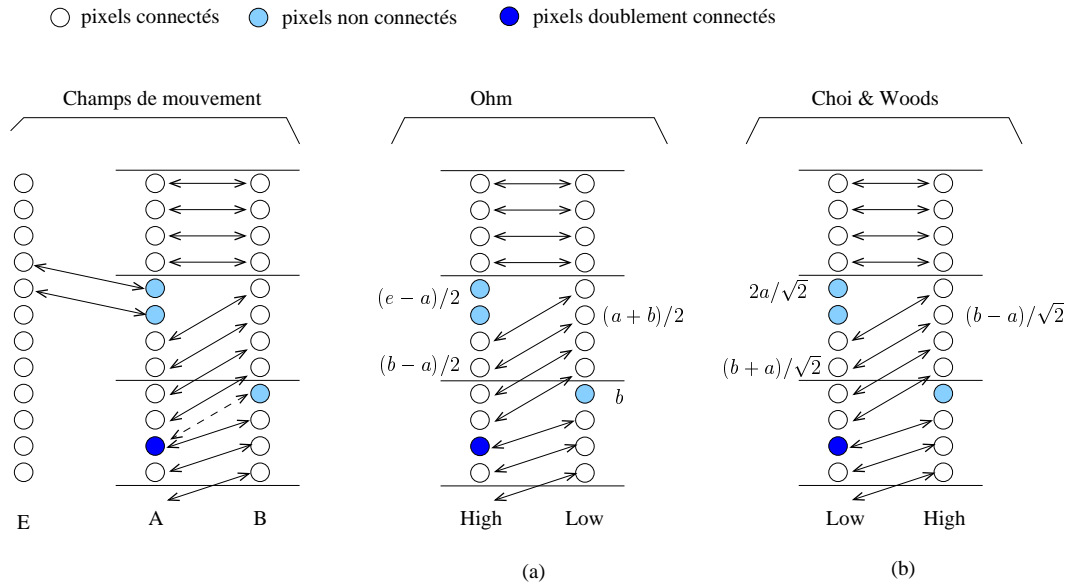 pixels connectés pixels non connectés pixels doublement connectés
Champs de mouvement Ohm Choi & Woods
(e − a)/2 (a + b)/2 2a/√2 (b − a)/√2
(b − a)/2 (b + a)/√2
b
E A B High Low Low High
(a) (b)